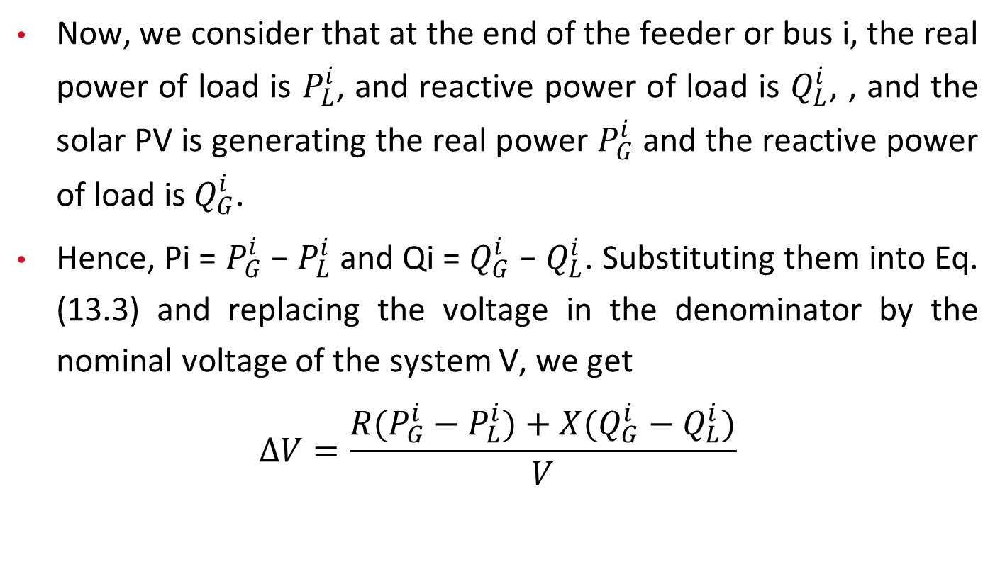 • Now, we consider that at the end of the feeder or bus i, the real
power of load is $P_L^i$, and reactive power of load is $Q_L^i$, , and the
solar PV is generating the real power $P_G^i$ and the reactive power
of load is $Q_G^i$.
• Hence, Pi = $P_G^i$ − $P_L^i$ and Qi = $Q_G^i$ − $Q_L^i$. Substituting them into Eq.
(13.3) and replacing the voltage in the denominator by the
nominal voltage of the system V, we get
$\Delta V = \frac{R(P_G^i - P_L^i) + X(Q_G^i - Q_L^i)}{V}$